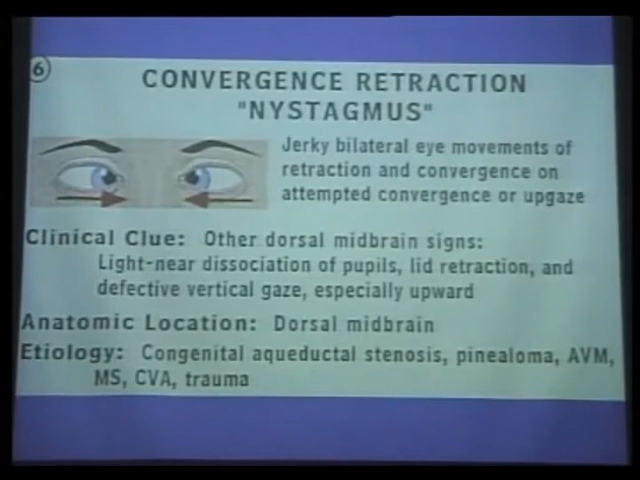 6
CONVERGENCE RETRACTION
"NYSTAGMUS"
Jerky bilateral eye movements of
retraction and convergence on
attempted convergence or upgaze
Clinical Clue: Other dorsal midbrain signs:
Light-near dissociation of pupils, lid retraction, and
defective vertical gaze, especially upward
Anatomic Location: Dorsal midbrain
Etiology: Congenital aqueductal stenosis, pinealoma, AVM,
MS, CVA, trauma